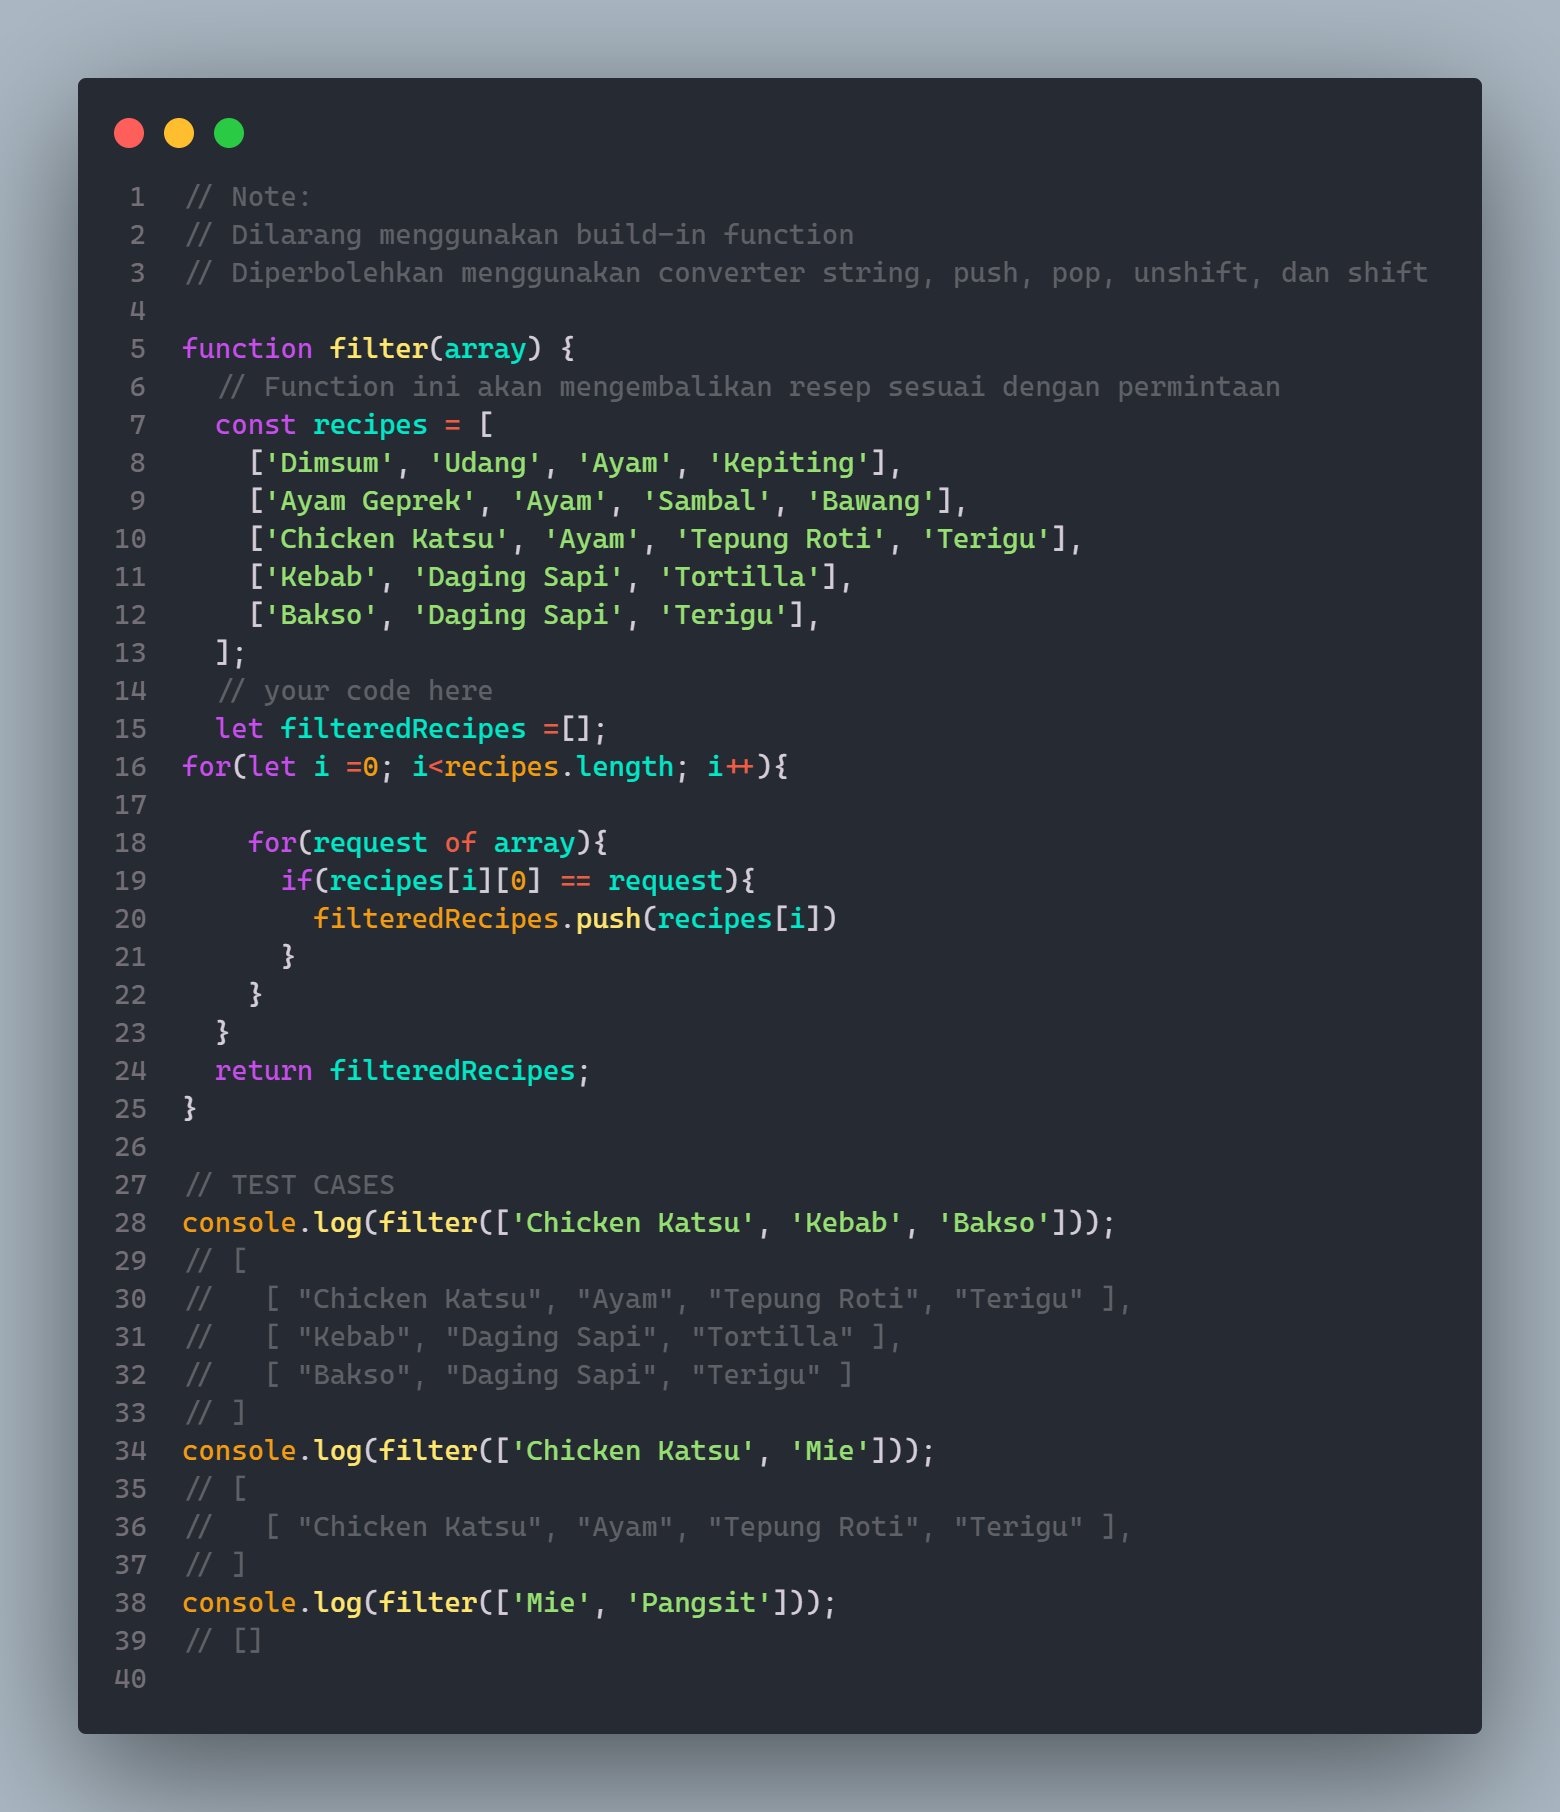 1 // Note:
2 // Dilarang menggunakan build-in function
3 // Diperbolehkan menggunakan converter string, push, pop, unshift, dan shift
4
5 function filter(array) {
6   // Function ini akan mengembalikan resep sesuai dengan permintaan
7   const recipes = [
8     ['Dimsum', 'Udang', 'Ayam', 'Kepiting'],
9     ['Ayam Geprek', 'Ayam', 'Sambal', 'Bawang'],
10     ['Chicken Katsu', 'Ayam', 'Tepung Roti', 'Terigu'],
11     ['Kebab', 'Daging Sapi', 'Tortilla'],
12     ['Bakso', 'Daging Sapi', 'Terigu'],
13   ];
14   // your code here
15   let filteredRecipes =[];
16 for(let i =0; i<recipes.length; i++){
17
18     for(request of array){
19       if(recipes[i][0] == request){
20         filteredRecipes.push(recipes[i])
21       }
22     }
23   }
24   return filteredRecipes;
25 }
26
27 // TEST CASES
28 console.log(filter(['Chicken Katsu', 'Kebab', 'Bakso']));
29 // [
30 //   [ "Chicken Katsu", "Ayam", "Tepung Roti", "Terigu" ],
31 //   [ "Kebab", "Daging Sapi", "Tortilla" ],
32 //   [ "Bakso", "Daging Sapi", "Terigu" ]
33 // ]
34 console.log(filter(['Chicken Katsu', 'Mie']));
35 // [
36 //   [ "Chicken Katsu", "Ayam", "Tepung Roti", "Terigu" ],
37 // ]
38 console.log(filter(['Mie', 'Pangsit']));
39 // []
40